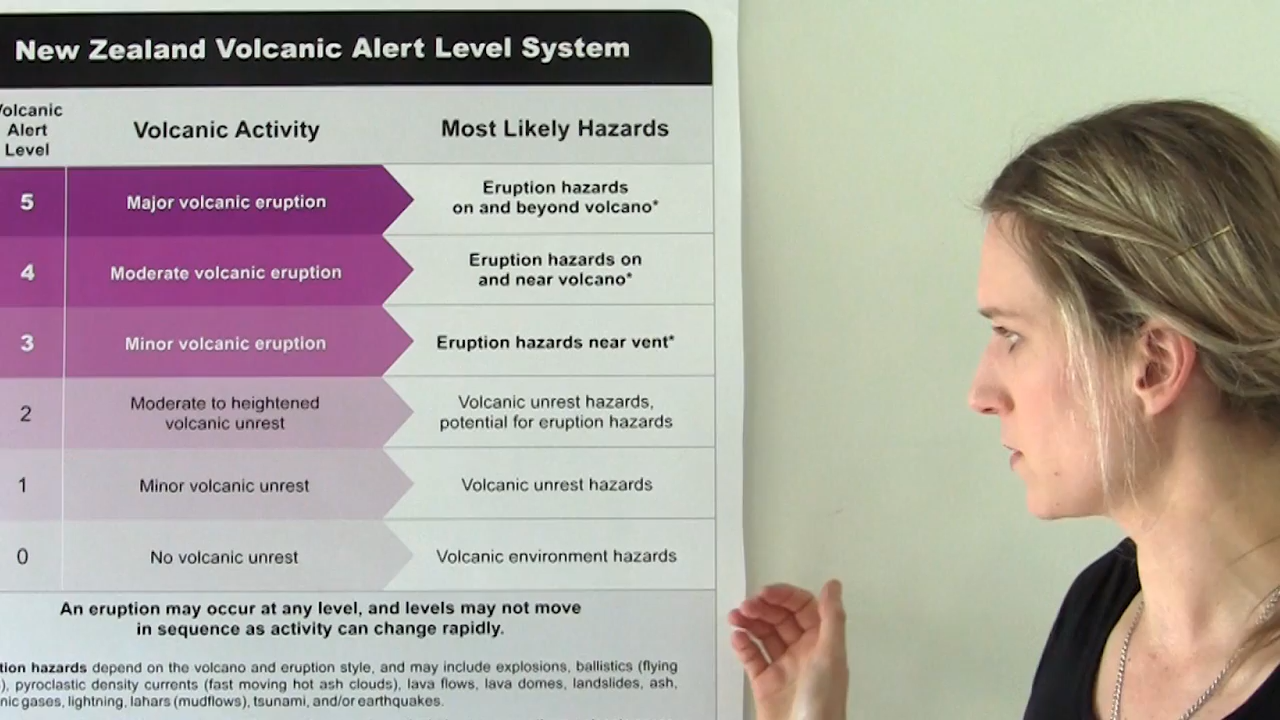 New Zealand Volcanic Alert Level System
Volcanic
Alert
Level
Volcanic Activity
Most Likely Hazards
5
Major volcanic eruption
Eruption hazards
on and beyond volcano*
4
Moderate volcanic eruption
Eruption hazards on
and near volcano*
3
Minor volcanic eruption
Eruption hazards near vent*
2
Moderate to heightened
volcanic unrest
Volcanic unrest hazards,
potential for eruption hazards
1
Minor volcanic unrest
Volcanic unrest hazards
0
No volcanic unrest
Volcanic environment hazards
An eruption may occur at any level, and levels may not move
in sequence as activity can change rapidly.
hazards depend on the volcano and eruption style, and may include explosions, ballistics (flying
pyroclastic density currents (fast moving hot ash clouds), lava flows, lava domes, landslides, ash,
gases, lightning, lahars (mudflows), tsunami, and/or earthquakes.